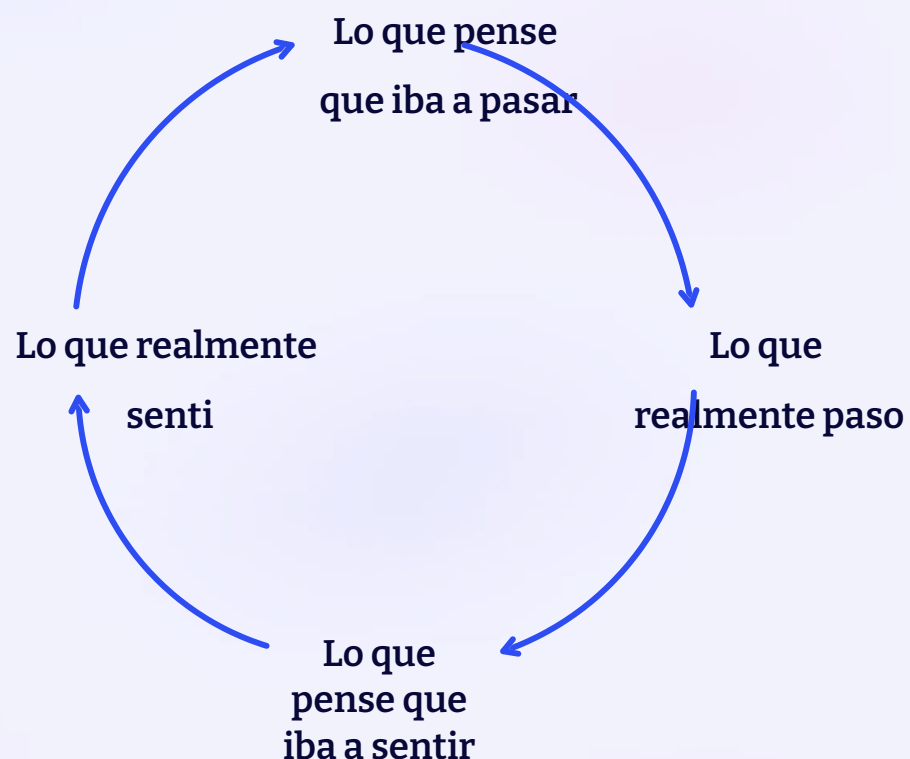 Lo que pense
que iba a pasar
Lo que realmente
senti
Lo que
realmente paso
Lo que
pense que
iba a sentir